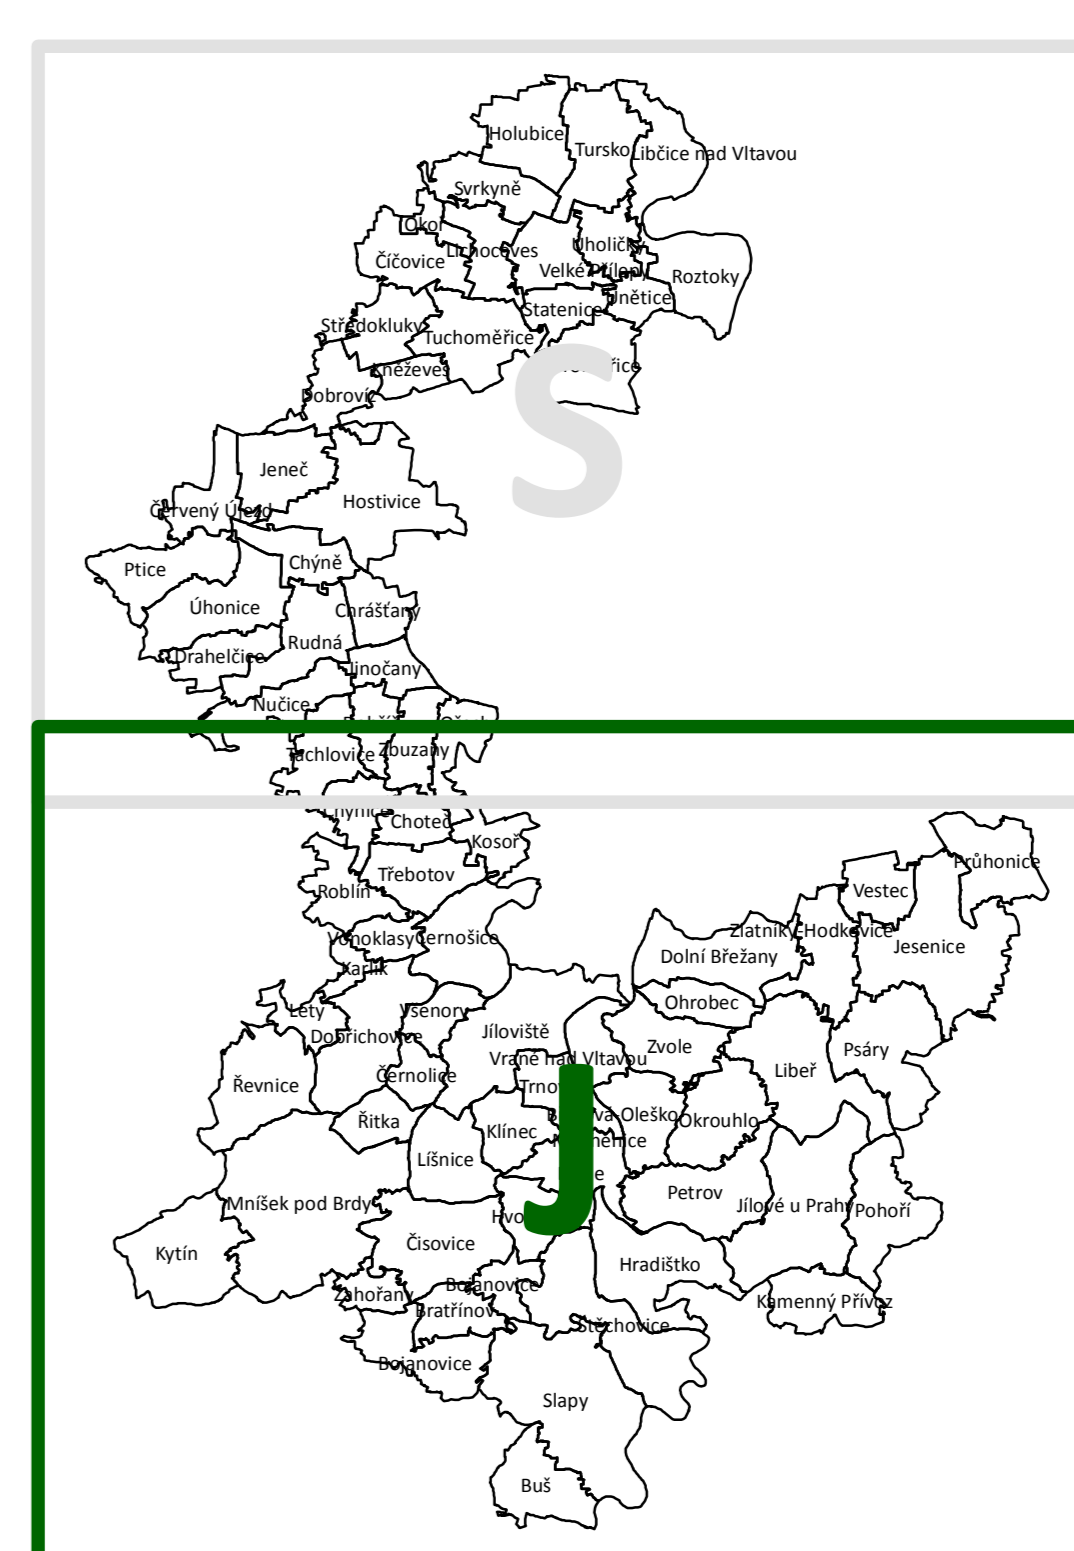 Holubice
Tursko
Libčice nad Vltavou
Svrkyně
Okoř
Lichoceves
Číčovice
Úholičky
Velké Přílepy
Roztoky
Únětice
Statenice
Středokluky
Tuchoměřice
Kněževes
Dobrovíz
S
Jeneč
Hostivice
Červený Újezd
Chýně
Ptice
Úhonice
Chrášťany
Rudná
Drahelčice
Jinočany
Nučice
Tachlovice
Zbuzany
Chýnice
Choteč
Kosoř
Průhonice
Třebotov
Roblín
Vestec
Zlatníky-Hodkovice
Vonoklasy
Černošice
Jesenice
Dolní Břežany
Karlík
Ohrobec
Lety
Všenory
Dobřichovice
Jíloviště
Zvole
Psáry
Vrané nad Vltavou
Libeř
Černolice
Řevnice
Okrouhlo
Řitka
Klínec
Líšnice
Petrov
Mníšek pod Brdy
Jílové u Prahy
Pohoří
J
Čisovice
Kytín
Hradištko
Bojanovice
Zahořany
Kamenný Přívoz
Bratřínov
Štěchovice
Bojanovice
Slapy
Buš